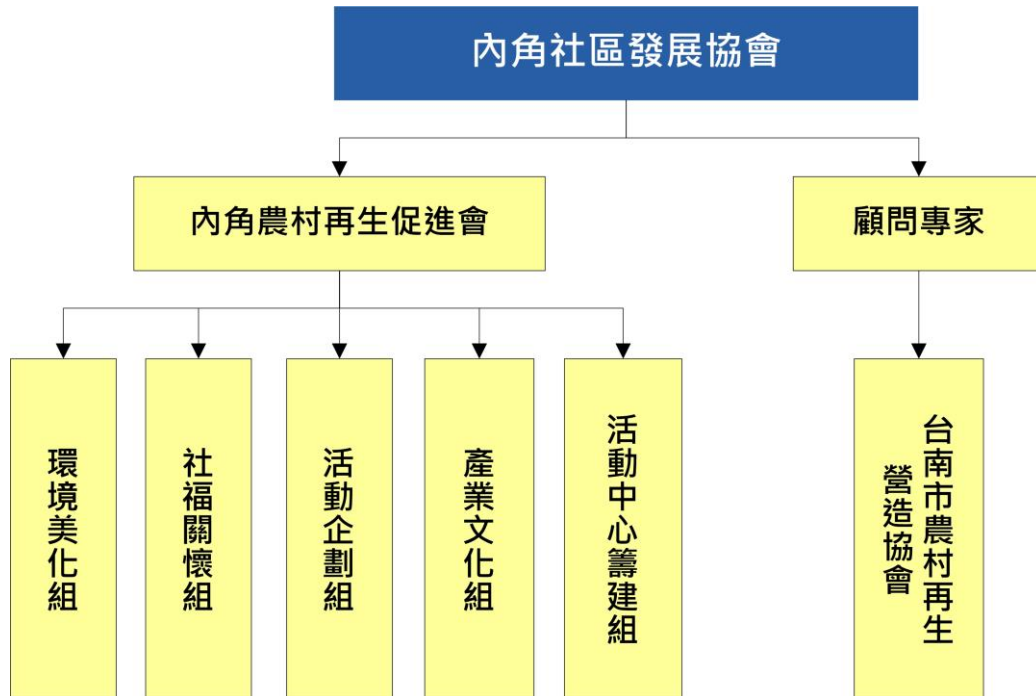 內角社區發展協會
內角農村再生促進會
顧問專家
環境美化組
社福關懷組
活動企劃組
產業文化組
活動中心籌建組
台南市農村再生
營造協會